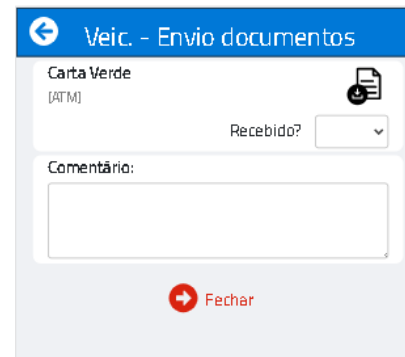 Veic. - Envio documentos
Carta Verde
[ATM]
Recebido?
Comentário:
Fechar